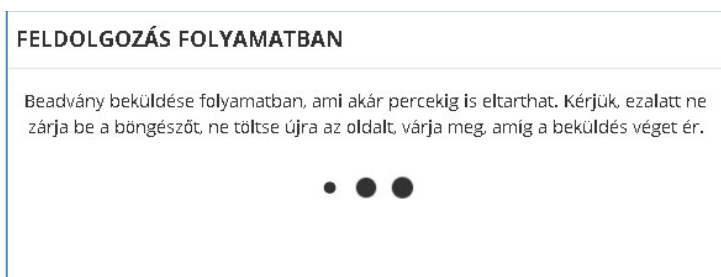 FELDOLGOZÁS FOLYAMATBAN
Beadvány beküldése folyamatban, ami akár percekig is eltarthat. Kérjük, ezalatt ne
zárja be a böngészőt, ne töltse újra az oldalt, várja meg, amíg a beküldés véget ér.